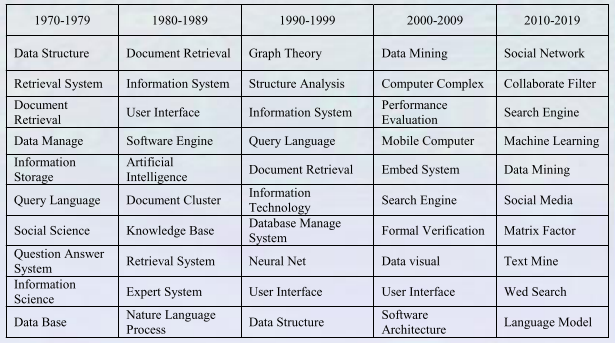 1970-1979 1980-1989 1990-1999 2000-2009 2010-2019
Data Structure Document Retrieval Graph Theory Data Mining Social Network
Retrieval System Information System Structure Analysis Computer Complex Collaborate Filter
Document Retrieval User Interface Information System Performance Evaluation Search Engine
Data Manage Software Engine Query Language Mobile Computer Machine Learning
Information Storage Artificial Intelligence Document Retrieval Embed System Data Mining
Query Language Document Cluster Information Technology Search Engine Social Media
Social Science Knowledge Base Database Manage System Formal Verification Matrix Factor
Question Answer System Retrieval System Neural Net Data visual Text Mine
Information Science Expert System User Interface User Interface Wed Search
Data Base Nature Language Process Data Structure Software Architecture Language Model